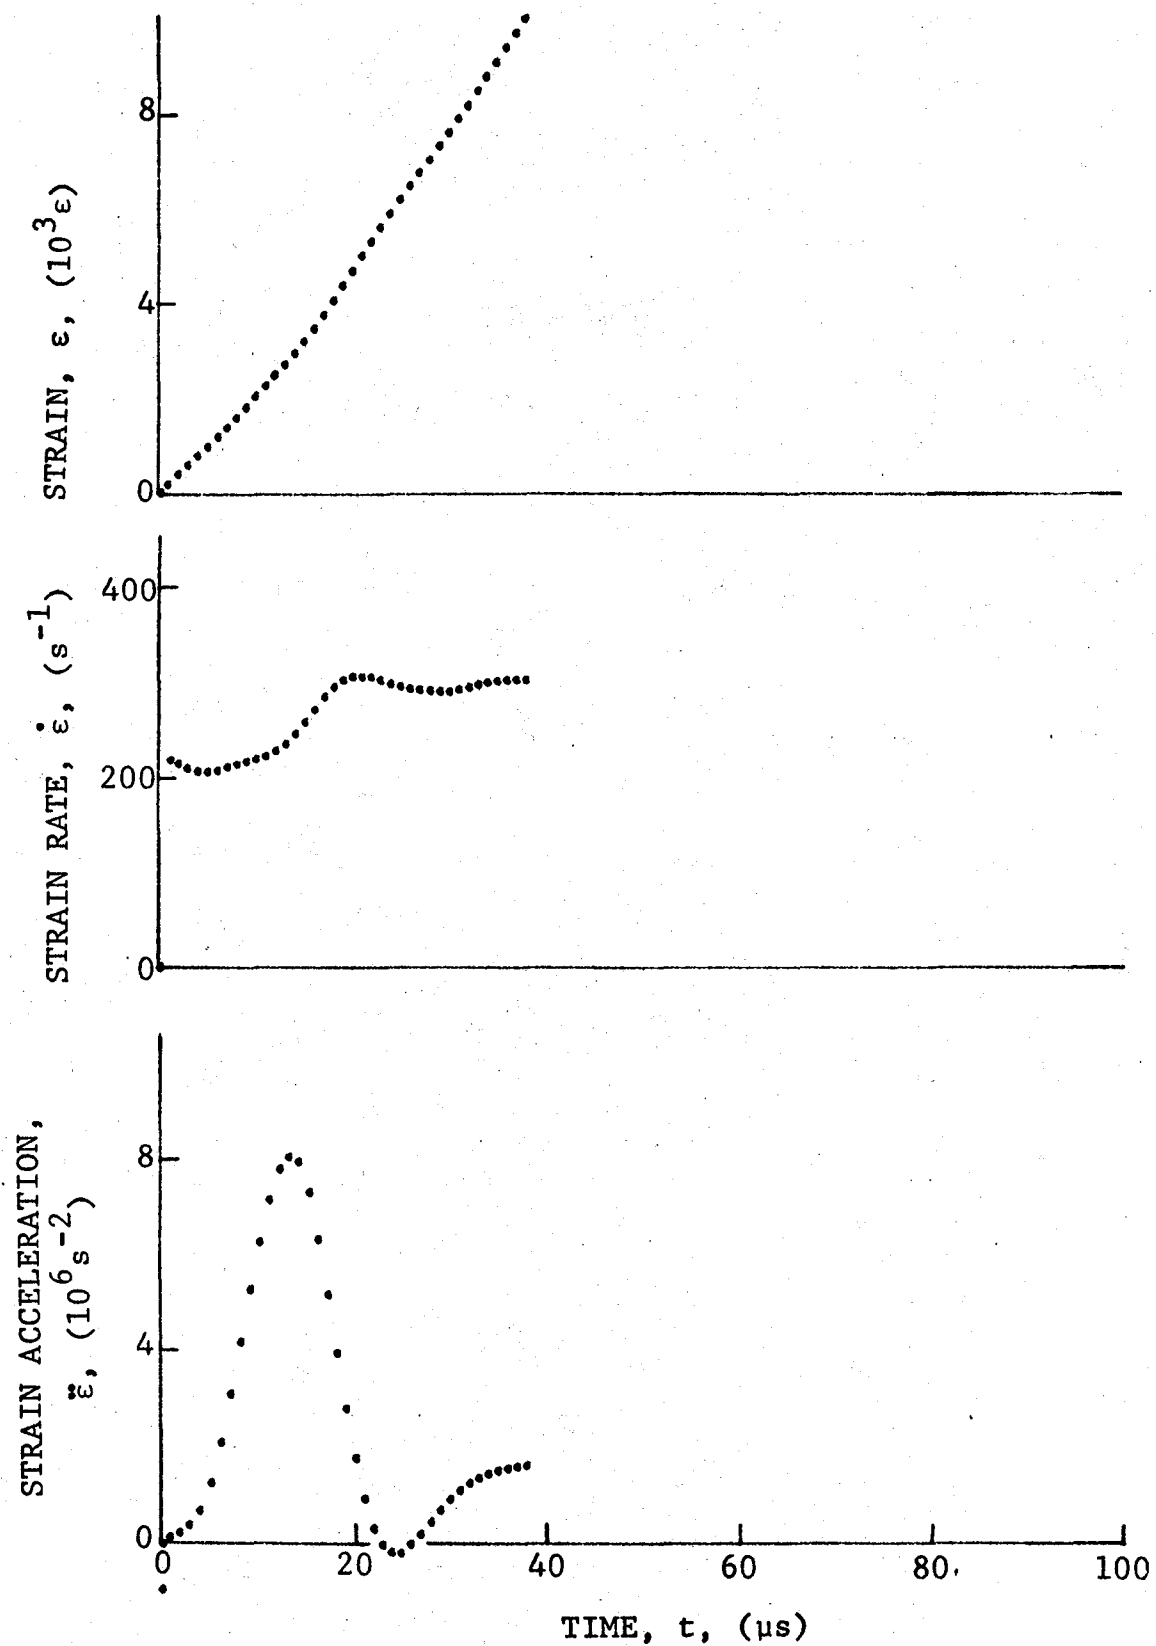 8
4
0
STRAIN, ε, (10³ε)
400
200
0
STRAIN RATE, ε̇, (s⁻¹)
8
4
0
STRAIN ACCELERATION,
ε̈, (10⁶s⁻²)
0 20 40 60 80 100
TIME, t, (μs)